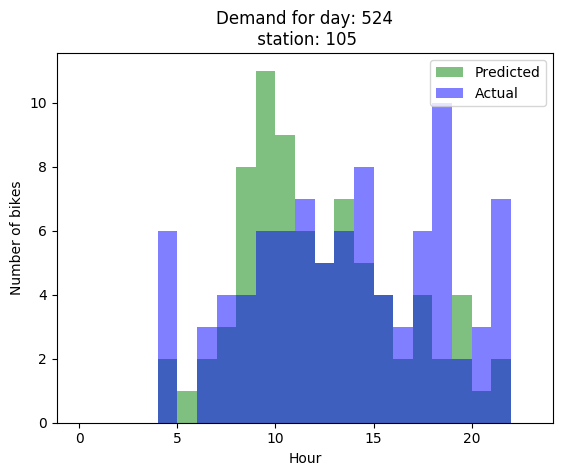 Demand for day: 524
station: 105
Predicted
Actual
Number of bikes
10
8
6
4
2
0
0
5
10
15
20
Hour